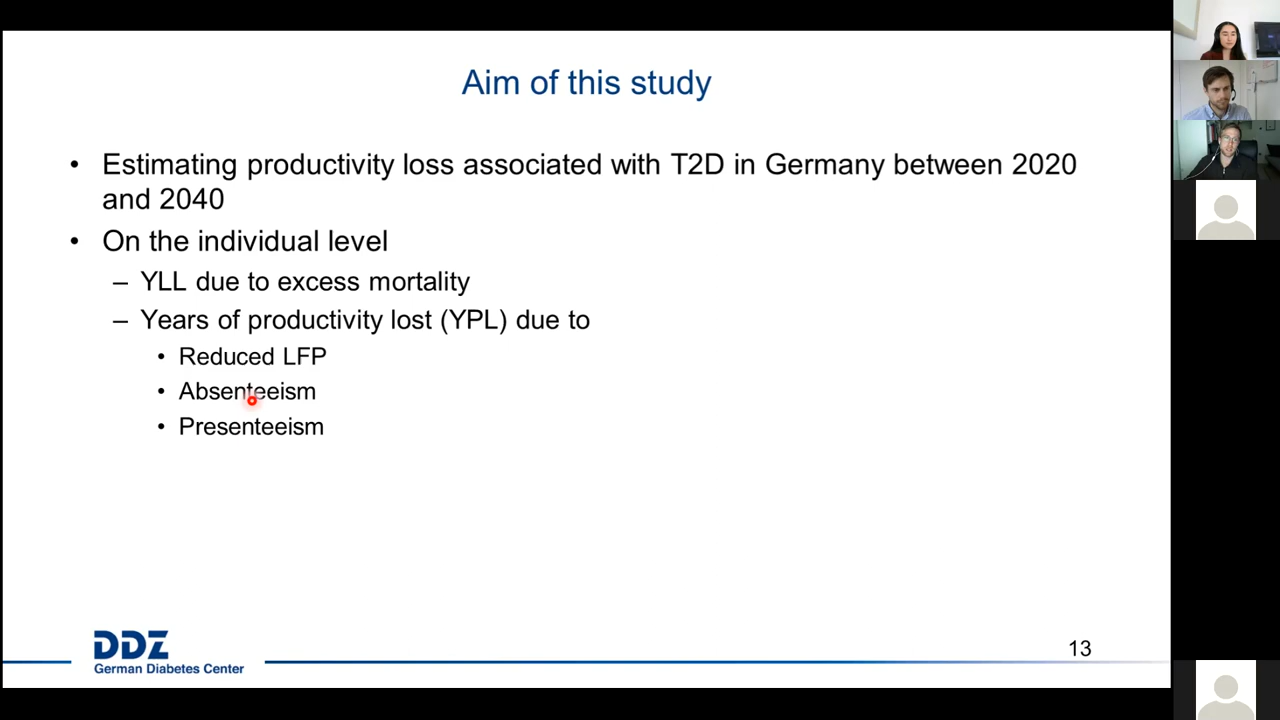 Aim of this study
• Estimating productivity loss associated with T2D in Germany between 2020
and 2040
• On the individual level
– YLL due to excess mortality
– Years of productivity lost (YPL) due to
• Reduced LFP
• Absenteeism
• Presenteeism
DDZ
German Diabetes Center
13